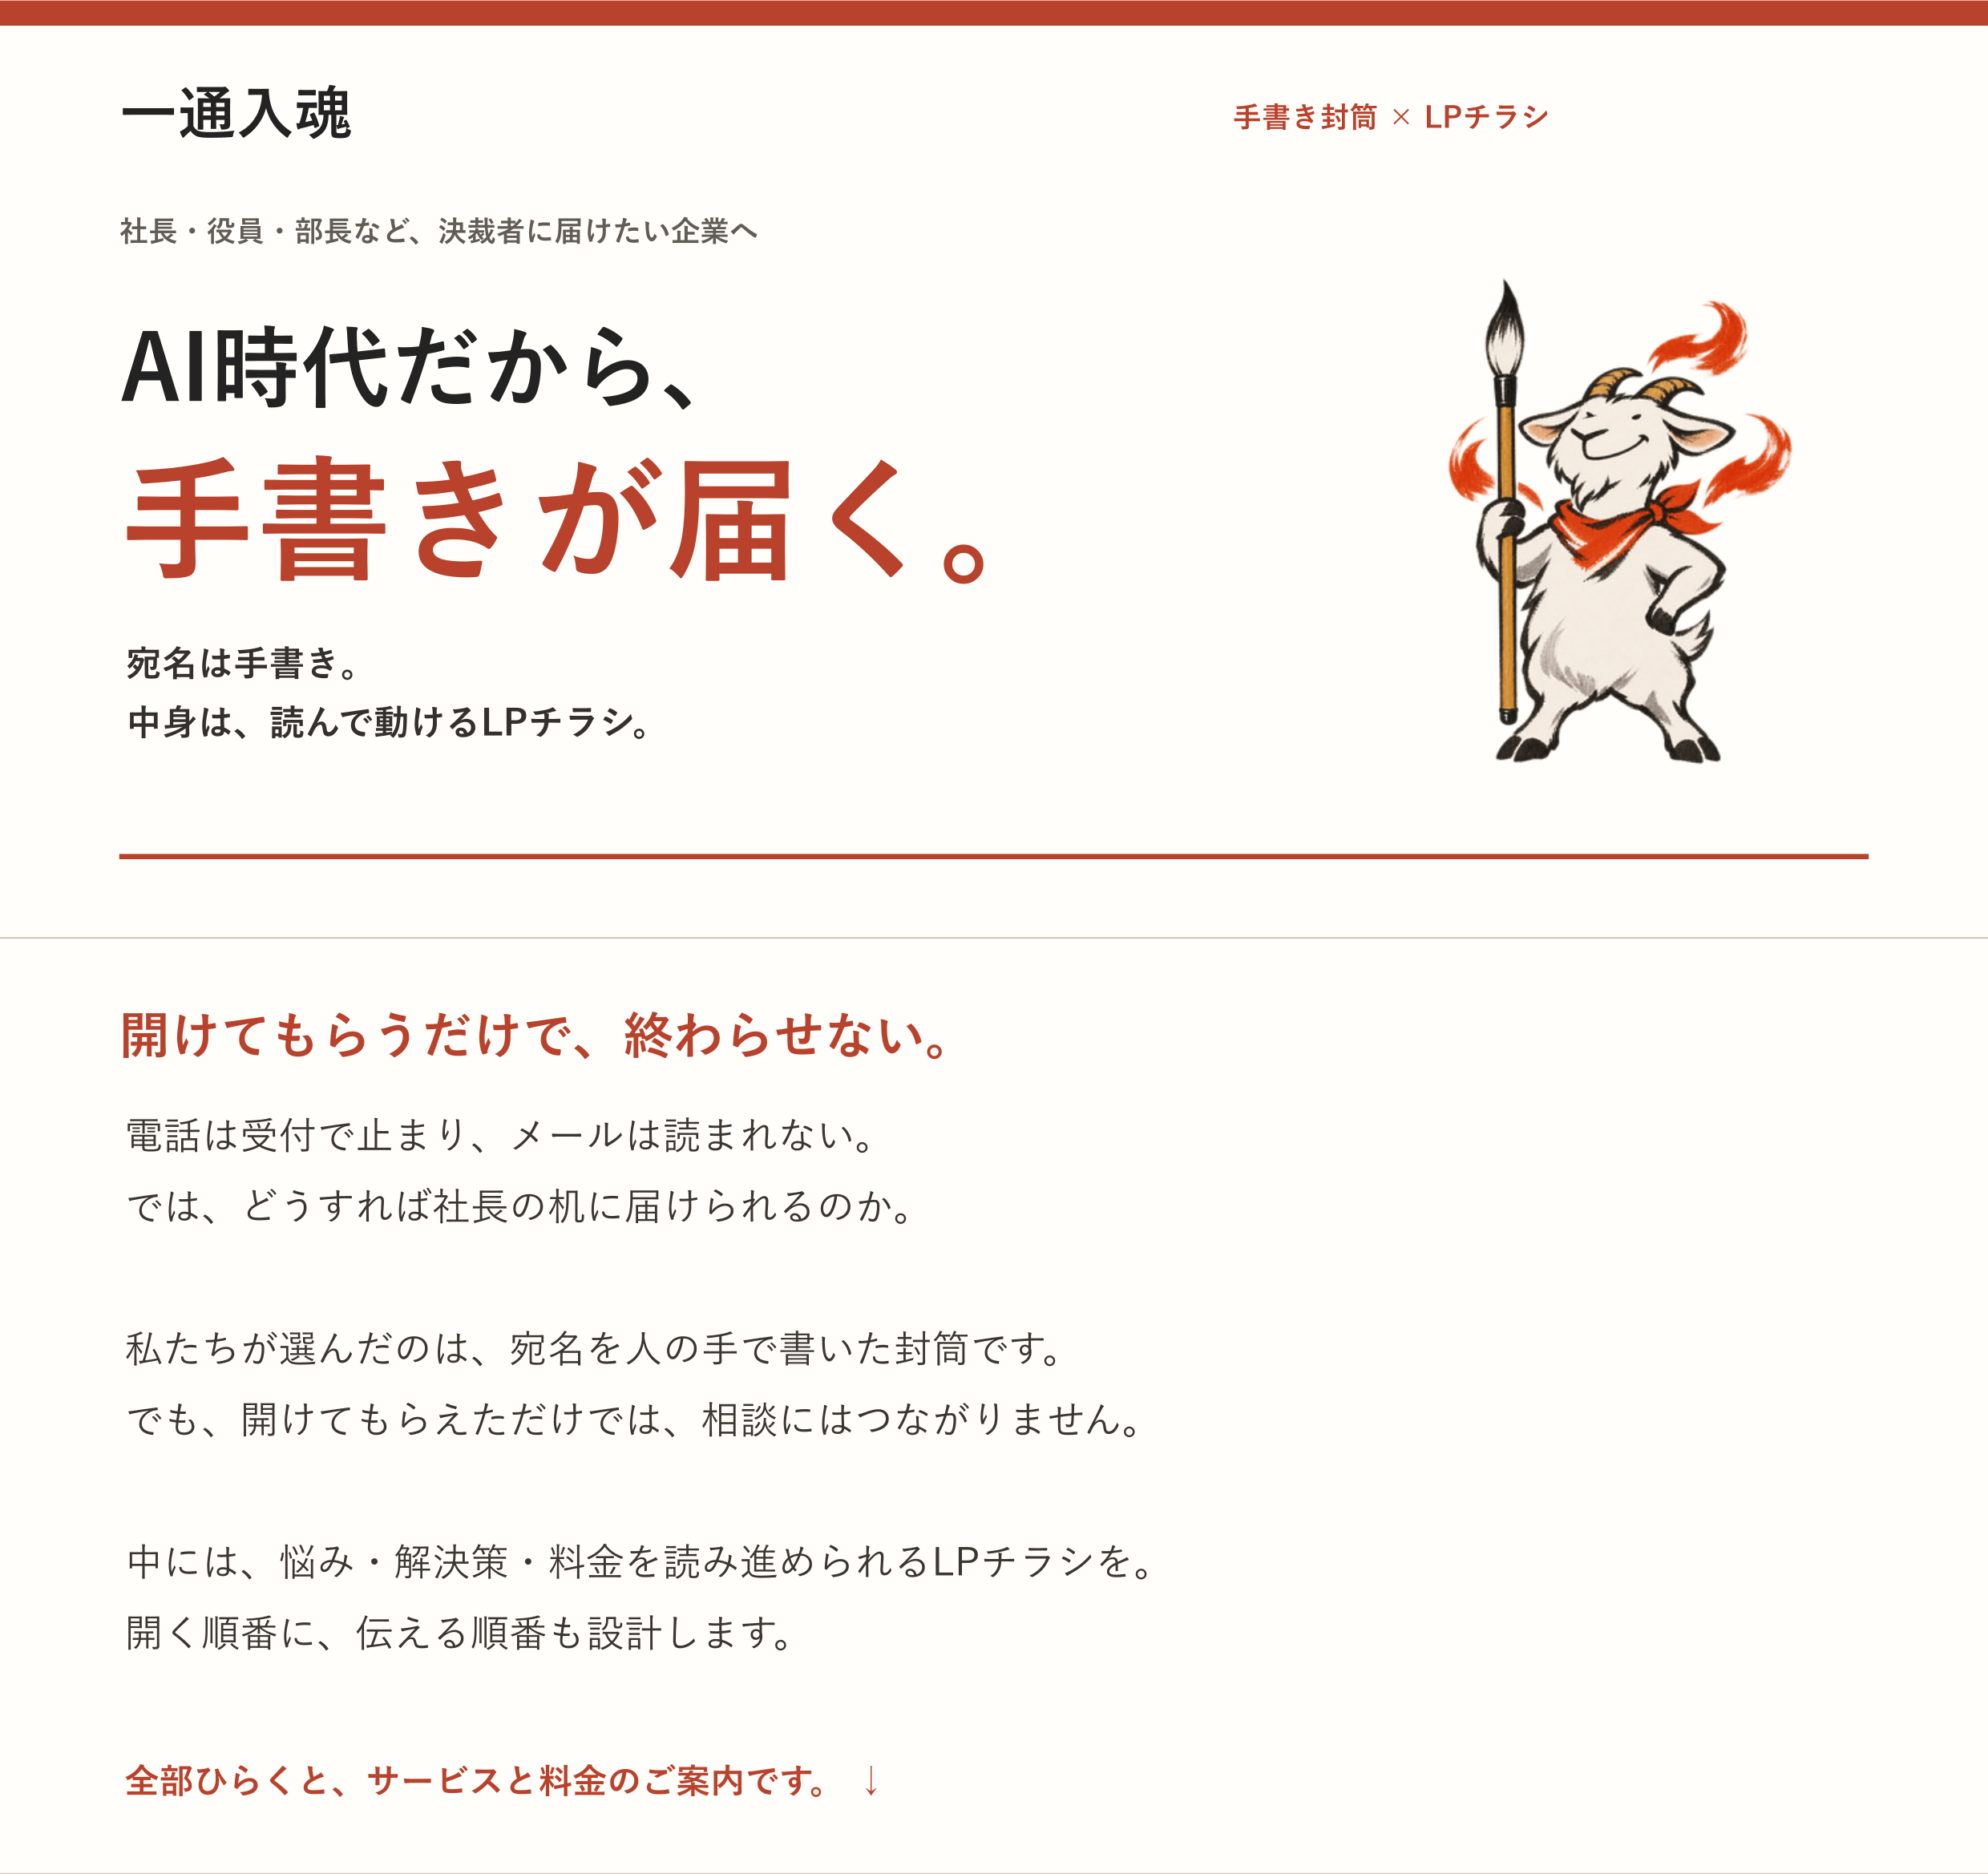 一通入魂
手書き封筒 × LPチラシ
社長・役員・部長など、決裁者に届けたい企業へ
AI時代だから、
手書きが届く。
宛名は手書き。
中身は、読んで動けるLPチラシ。
開けてもらうだけで、終わらせない。
電話は受付で止まり、メールは読まれない。
では、どうすれば社長の机に届けられるのか。
私たちが選んだのは、宛名を人の手で書いた封筒です。
でも、開けてもらえただけでは、相談にはつながりません。
中には、悩み・解決策・料金を読み進められるLPチラシを。
開く順番に、伝える順番も設計します。
全部ひらくと、サービスと料金のご案内です。 ↓